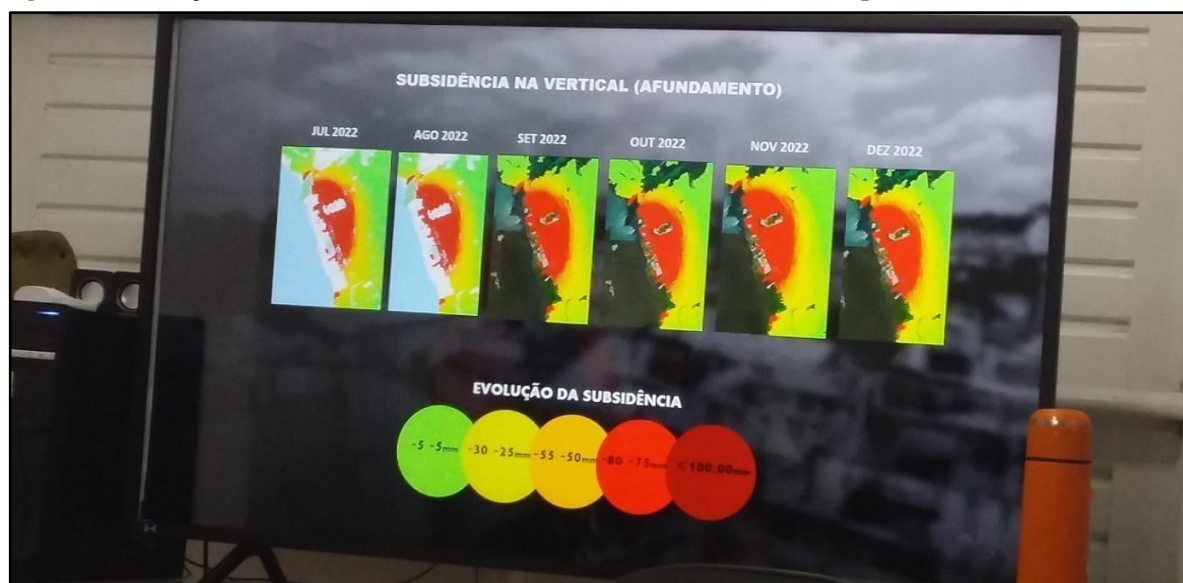 SUBSIDÊNCIA NA VERTICAL (AFUNDAMENTO)
JUL 2022 AGO 2022 SET 2022 OUT 2022 NOV 2022 DEZ 2022
EVOLUÇÃO DA SUBSIDÊNCIA
-5 -5mm -30 -25mm -55 -50mm -80 -75mm <100.00mm